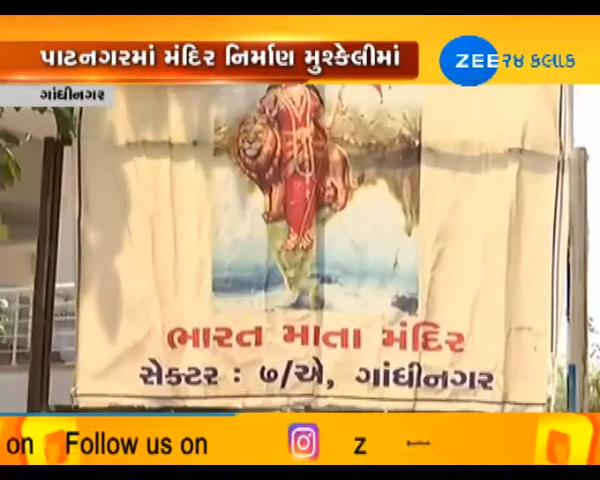 પાટનગરમાં મંદિર નિર્માણ મુશ્કેલીમાં
ZEE ૨૪ કલાક
ગાંધીનગર
ભારત માતા મંદિર
સેક્ટર : ૭/એ, ગાંધીનગર
on Follow us on z